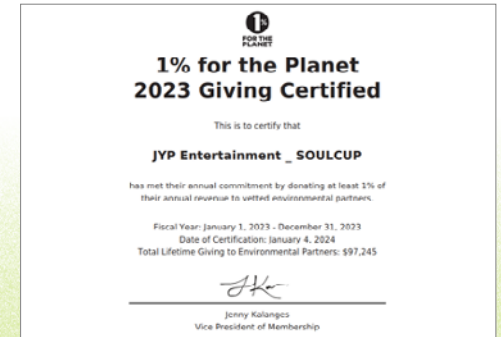 1%
FOR THE
PLANET
1% for the Planet
2023 Giving Certified
This is to certify that
JYP Entertainment _ SOULCUP
has met their annual commitment by donating at least 1% of
their annual revenue to vetted environmental partners.
Fiscal Year: January 1, 2023 - December 31, 2023
Date of Certification: January 4, 2024
Total Lifetime Giving to Environmental Partners: $97,245
Jenny Kalanges
Vice President of Membership